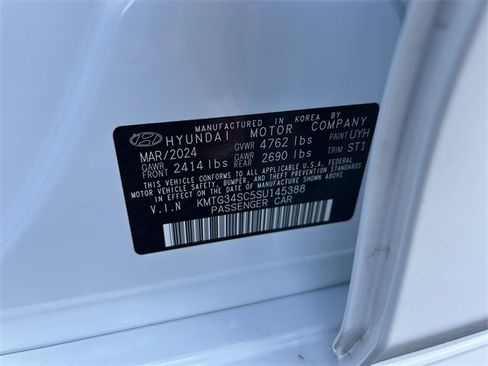 MANUFACTURED IN KOREA BY
HYUNDAI MOTOR COMPANY
MAR/2024 GVWR 4762 lbs PAINT UYH
GAWR FRONT 2414 lbs GAWR REAR 2690 lbs TRIM ST1
THIS VEHICLE CONFORMS TO ALL APPLICABLE U.S.A. FEDERAL
MOTOR VEHICLE SAFETY, BUMPER, AND THEFT PREVENTION
STANDARDS IN EFFECT ON THE DATE OF MANUFACTURE SHOWN ABOVE.
V.I.N KMTG34SC5SU145388
PASSENGER CAR